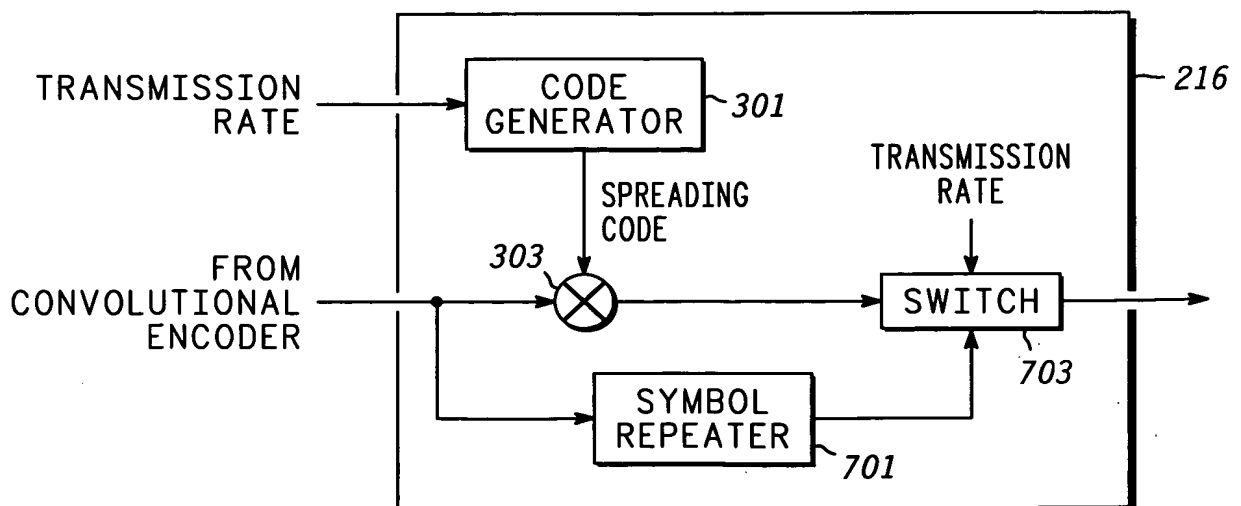 TRANSMISSION
RATE
CODE
GENERATOR
301
216
SPREADING
CODE
TRANSMISSION
RATE
FROM
CONVOLUTIONAL
ENCODER
303
SWITCH
703
SYMBOL
REPEATER
701